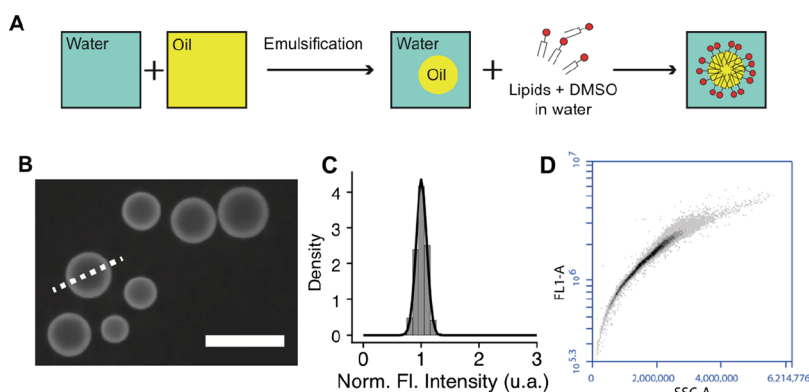 A
Water
Oil
Emulsification
Water
Oil
Lipids + DMSO
in water
B
C
Density
4
3
2
1
0
0
1
2
3
Norm. Fl. Intensity (u.a.)
D
FL1-A
10^7
10^6
10^5.3
0
2,000,000
4,000,000
6,214,776
SSC-A